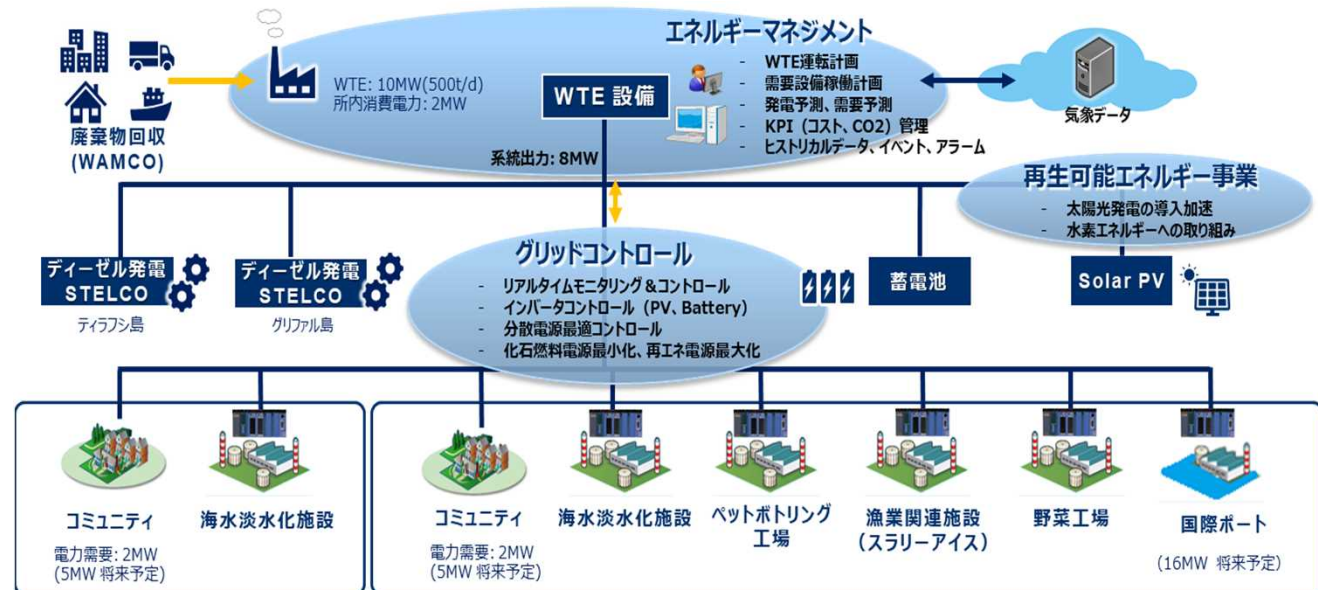 エネルギーマネジメント
- WTE運転計画
- 需要設備稼働計画
- 発電予測、需要予測
- KPI（コスト、CO2）管理
- ヒストリカルデータ、イベント、アラーム
WTE: 10MW(500t/d)
所内消費電力: 2MW
WTE 設備
気象データ
廃棄物回収
(WAMCO)
系統出力: 8MW
再生可能エネルギー事業
- 太陽光発電の導入加速
- 水素エネルギーへの取り組み
ディーゼル発電
STELCO
ティラフシ島
ディーゼル発電
STELCO
グリファル島
グリッドコントロール
- リアルタイムモニタリング＆コントロール
- インバータコントロール（PV、Battery）
- 分散電源最適コントロール
- 化石燃料電源最小化、再エネ電源最大化
蓄電池
Solar PV
コミュニティ
電力需要: 2MW
(5MW 将来予定)
海水淡水化施設
コミュニティ
電力需要: 2MW
(5MW 将来予定)
海水淡水化施設
ペットボトリング
工場
漁業関連施設
（スラリーアイス）
野菜工場
国際ポート
(16MW 将来予定)